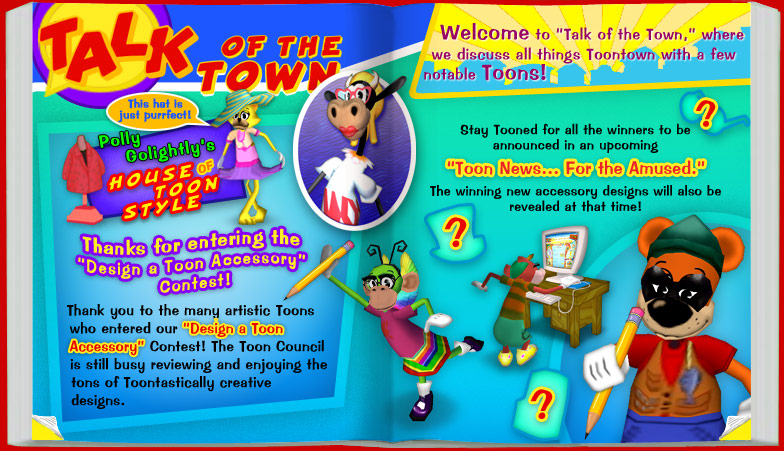 TALK OF THE
TOWN
This hat is
just purrfect!
Polly
Golightly's
HOUSE OF
TOON
STYLE
Thanks for entering the
"Design a Toon Accessory"
Contest!
Thank you to the many artistic Toons
who entered our "Design a Toon
Accessory" Contest! The Toon Council
is still busy reviewing and enjoying the
tons of Toontastically creative
designs.
Welcome to "Talk of the Town," where
we discuss all things Toontown with a few
notable Toons!
?
Stay Tooned for all the winners to be
announced in an upcoming
"Toon News... For the Amused."
The winning new accessory designs will also be
revealed at that time!
?
?